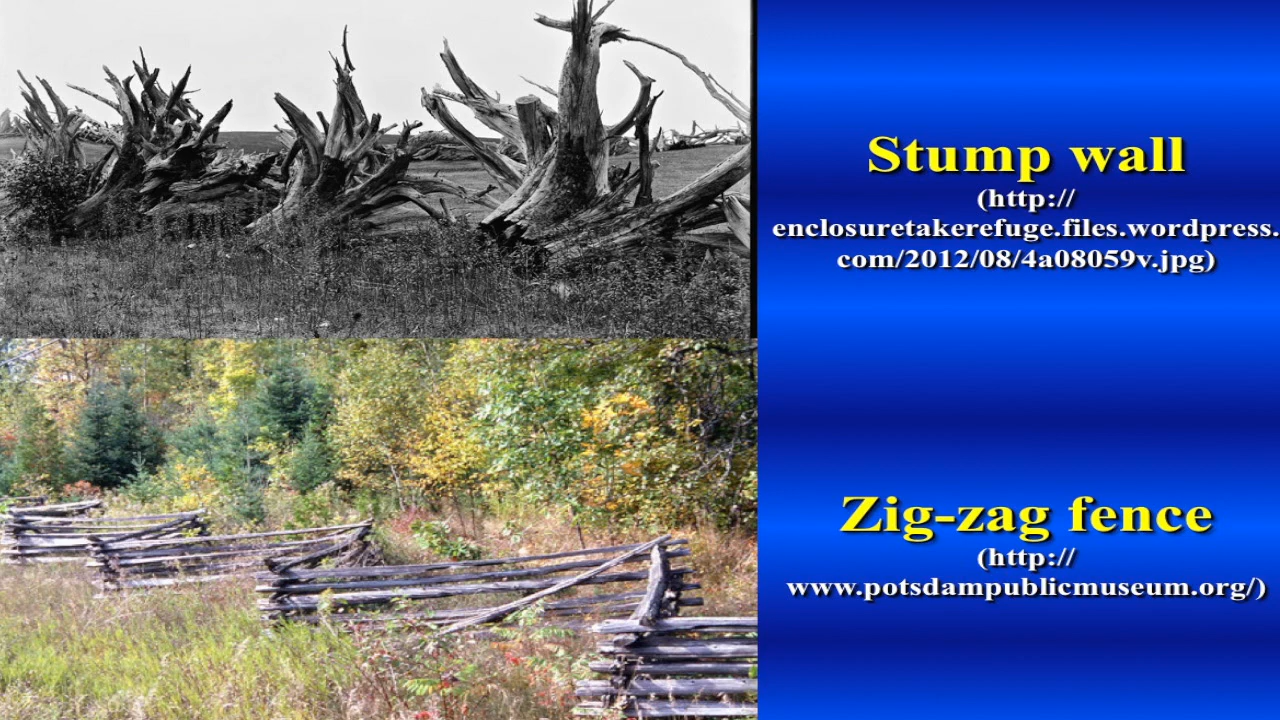 Stump wall
(http://
enclosuretakerefuge.files.wordpress.
com/2012/08/4a08059v.jpg)
Zig-zag fence
(http://
www.potsdampublicmuseum.org/)